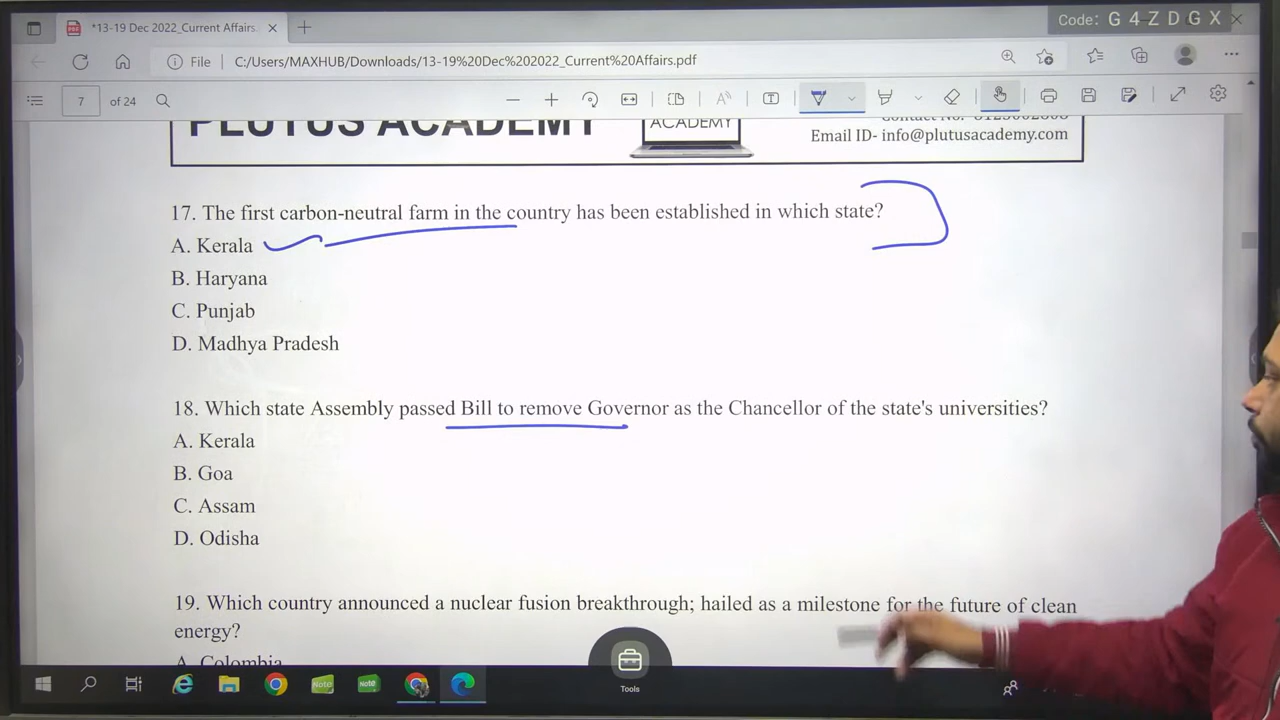 Code: G 4 - Z D G X
*13-19 Dec 2022_Current Affairs.
File C:/Users/MAXHUB/Downloads/13-19%20Dec%202022_Current%20Affairs.pdf
7 of 24
PLUTUS ACADEMY
ACADEMY
Email ID- info@plutusacademy.com
17. The first carbon-neutral farm in the country has been established in which state?
A. Kerala
B. Haryana
C. Punjab
D. Madhya Pradesh
18. Which state Assembly passed Bill to remove Governor as the Chancellor of the state's universities?
A. Kerala
B. Goa
C. Assam
D. Odisha
19. Which country announced a nuclear fusion breakthrough; hailed as a milestone for the future of clean
energy?
A. Colombia
Tools
Note
Note